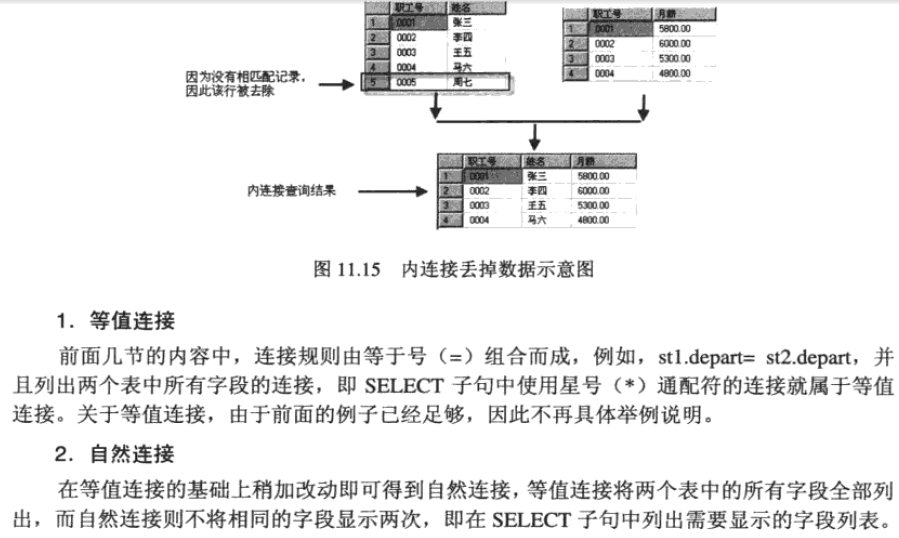 职工号 姓名
1 0001 张三
2 0002 李四
3 0003 王五
4 0004 马六
5 0005 周七
职工号 月薪
1 0001 5800.00
2 0002 6000.00
3 0003 5300.00
4 0004 4800.00
因为没有相匹配记录，
因此该行被去除
职工号 姓名 月薪
1 0001 张三 5800.00
2 0002 李四 6000.00
3 0003 王五 5300.00
4 0004 马六 4800.00
内连接查询结果
图 11.15 内连接丢掉数据示意图
1．等值连接
前面几节的内容中，连接规则由等于号（=）组合而成，例如，st1.depart= st2.depart，并
且列出两个表中所有字段的连接，即 SELECT 子句中使用星号（*）通配符的连接就属于等值
连接。关于等值连接，由于前面的例子已经足够，因此不再具体举例说明。
2．自然连接
在等值连接的基础上稍加改动即可得到自然连接，等值连接将两个表中的所有字段全部列
出，而自然连接则不将相同的字段显示两次，即在 SELECT 子句中列出需要显示的字段列表。